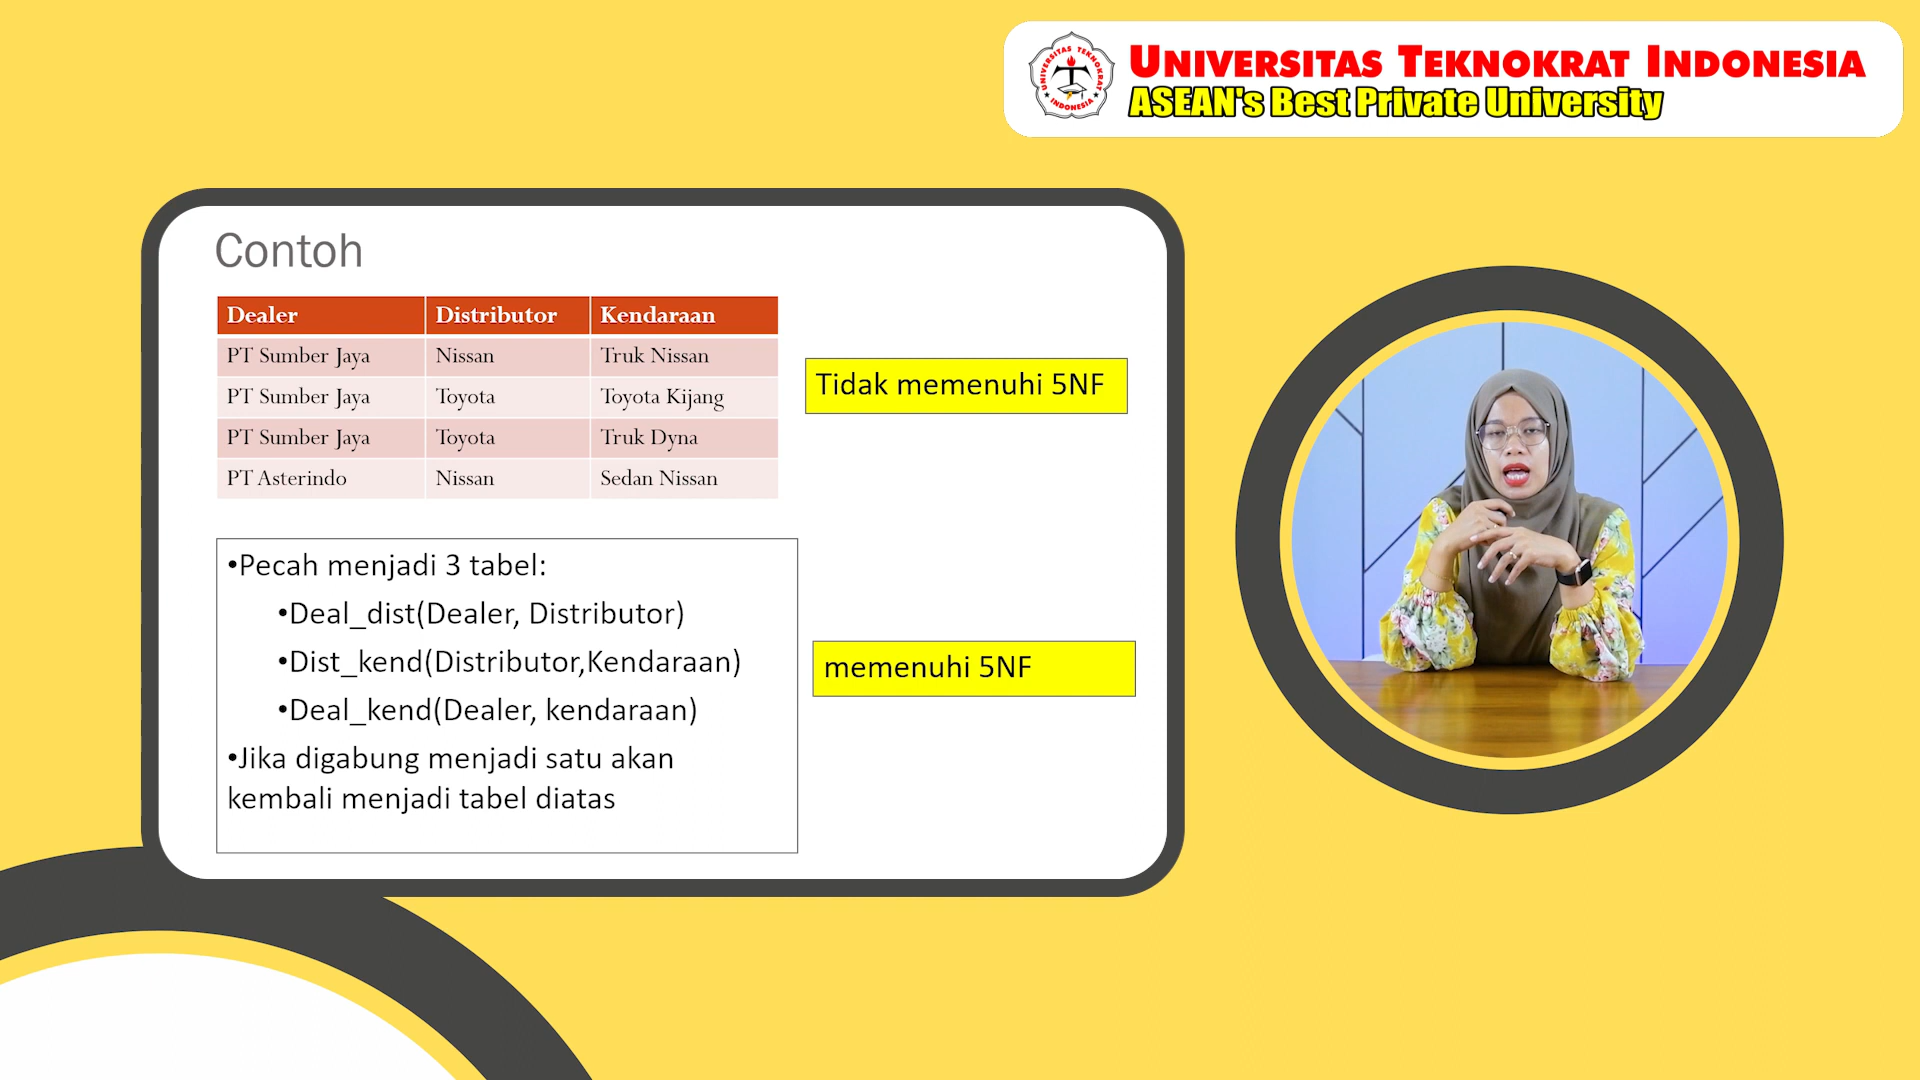 UNIVERSITAS TEKNOKRAT INDONESIA
ASEAN's Best Private University
UNIVERSITAS TEKNOKRAT
INDONESIA
Contoh
Dealer Distributor Kendaraan
PT Sumber Jaya Nissan Truk Nissan
PT Sumber Jaya Toyota Toyota Kijang
PT Sumber Jaya Toyota Truk Dyna
PT Asterindo Nissan Sedan Nissan
Tidak memenuhi 5NF
•Pecah menjadi 3 tabel:
•Deal_dist(Dealer, Distributor)
•Dist_kend(Distributor,Kendaraan)
•Deal_kend(Dealer, kendaraan)
•Jika digabung menjadi satu akan
kembali menjadi tabel diatas
memenuhi 5NF